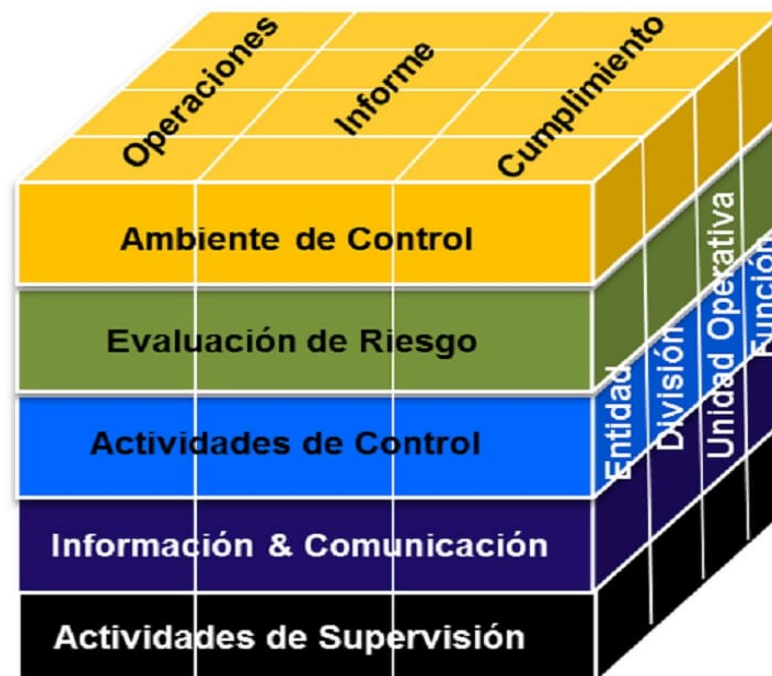 Operaciones
Informe
Cumplimiento
Ambiente de Control
Evaluación de Riesgo
Actividades de Control
Información & Comunicación
Actividades de Supervisión
Entidad
División
Unidad Operativa
Función